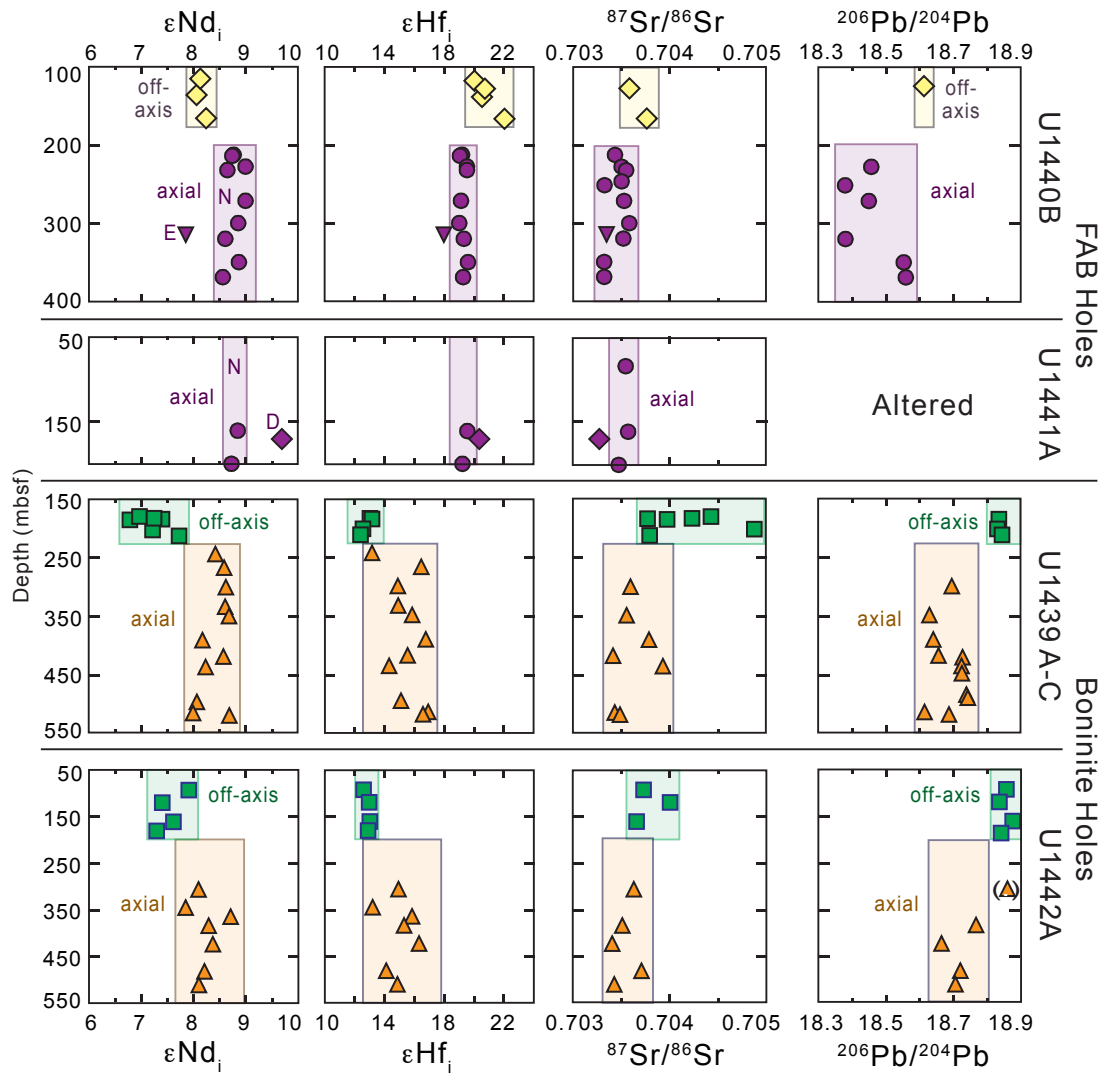 εNdᵢ εHfᵢ ⁸⁷Sr/⁸⁶Sr ²⁰⁶Pb/²⁰⁴Pb
6 7 8 9 10 10 14 18 22 0.703 0.704 0.705 18.3 18.5 18.7 18.9
100
200
300
400
off-
axis
axial
N
E
off-
axis
axial
U1440B
50
150
N
axial
D
axial
Altered
U1441A
FAB Holes
Depth (mbsf)
150
250
350
450
550
off-axis
axial
off-axis
axial
U1439 A-C
50
150
250
350
450
550
off-axis
axial
off-axis
( )
axial
U1442A
Boninite Holes
6 7 8 9 10 10 14 18 22 0.703 0.704 0.705 18.3 18.5 18.7 18.9
εNdᵢ εHfᵢ ⁸⁷Sr/⁸⁶Sr ²⁰⁶Pb/²⁰⁴Pb